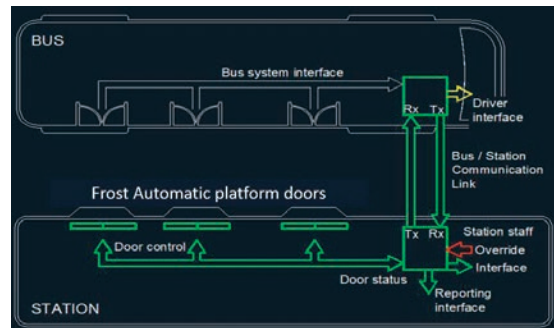 BUS
Bus system interface
Rx Tx
Driver
interface
Bus / Station
Communication
Link
Frost Automatic platform doors
Tx Rx
Station staff
Override
Interface
Door control
Door status
Reporting
interface
STATION